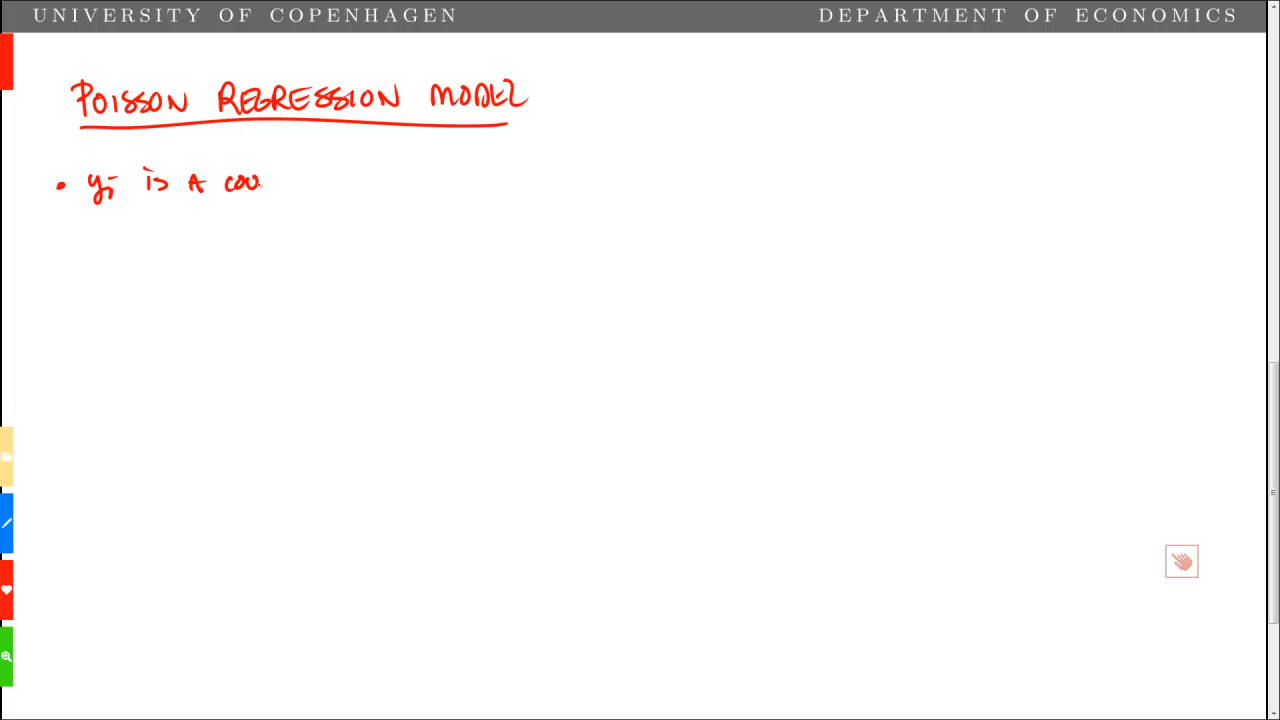 UNIVERSITY OF COPENHAGEN DEPARTMENT OF ECONOMICS
POISSON REGRESSION MODEL
• yi is A cou